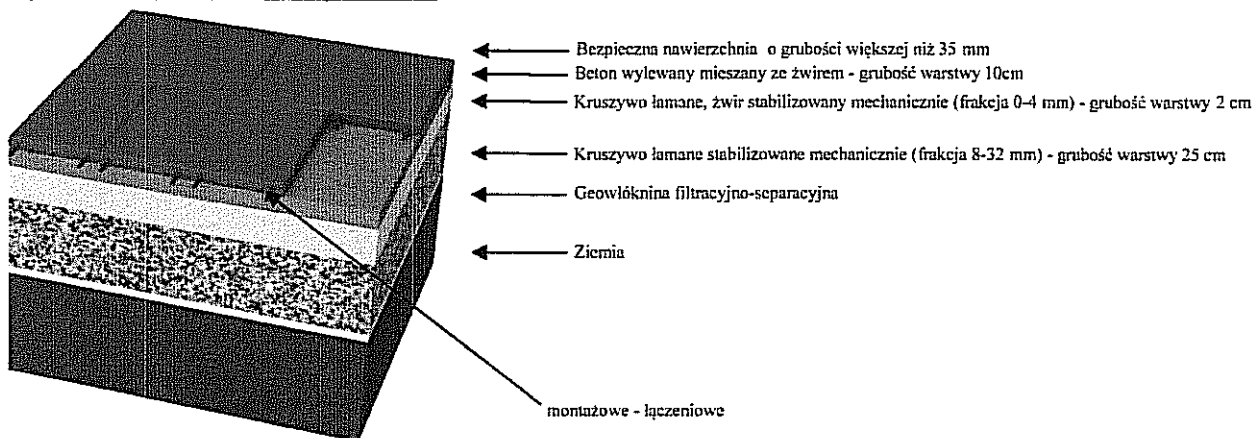 Bezpieczna nawierzchnia o grubości większej niż 35 mm
Beton wylewany mieszany ze żwirem - grubość warstwy 10cm
Kruszywo łamane, żwir stabilizowany mechanicznie (frakcja 0-4 mm) - grubość warstwy 2 cm
Kruszywo łamane stabilizowane mechanicznie (frakcja 8-32 mm) - grubość warstwy 25 cm
Geowłóknina filtracyjno-separacyjna
Ziemia
montażowe - łączeniowe